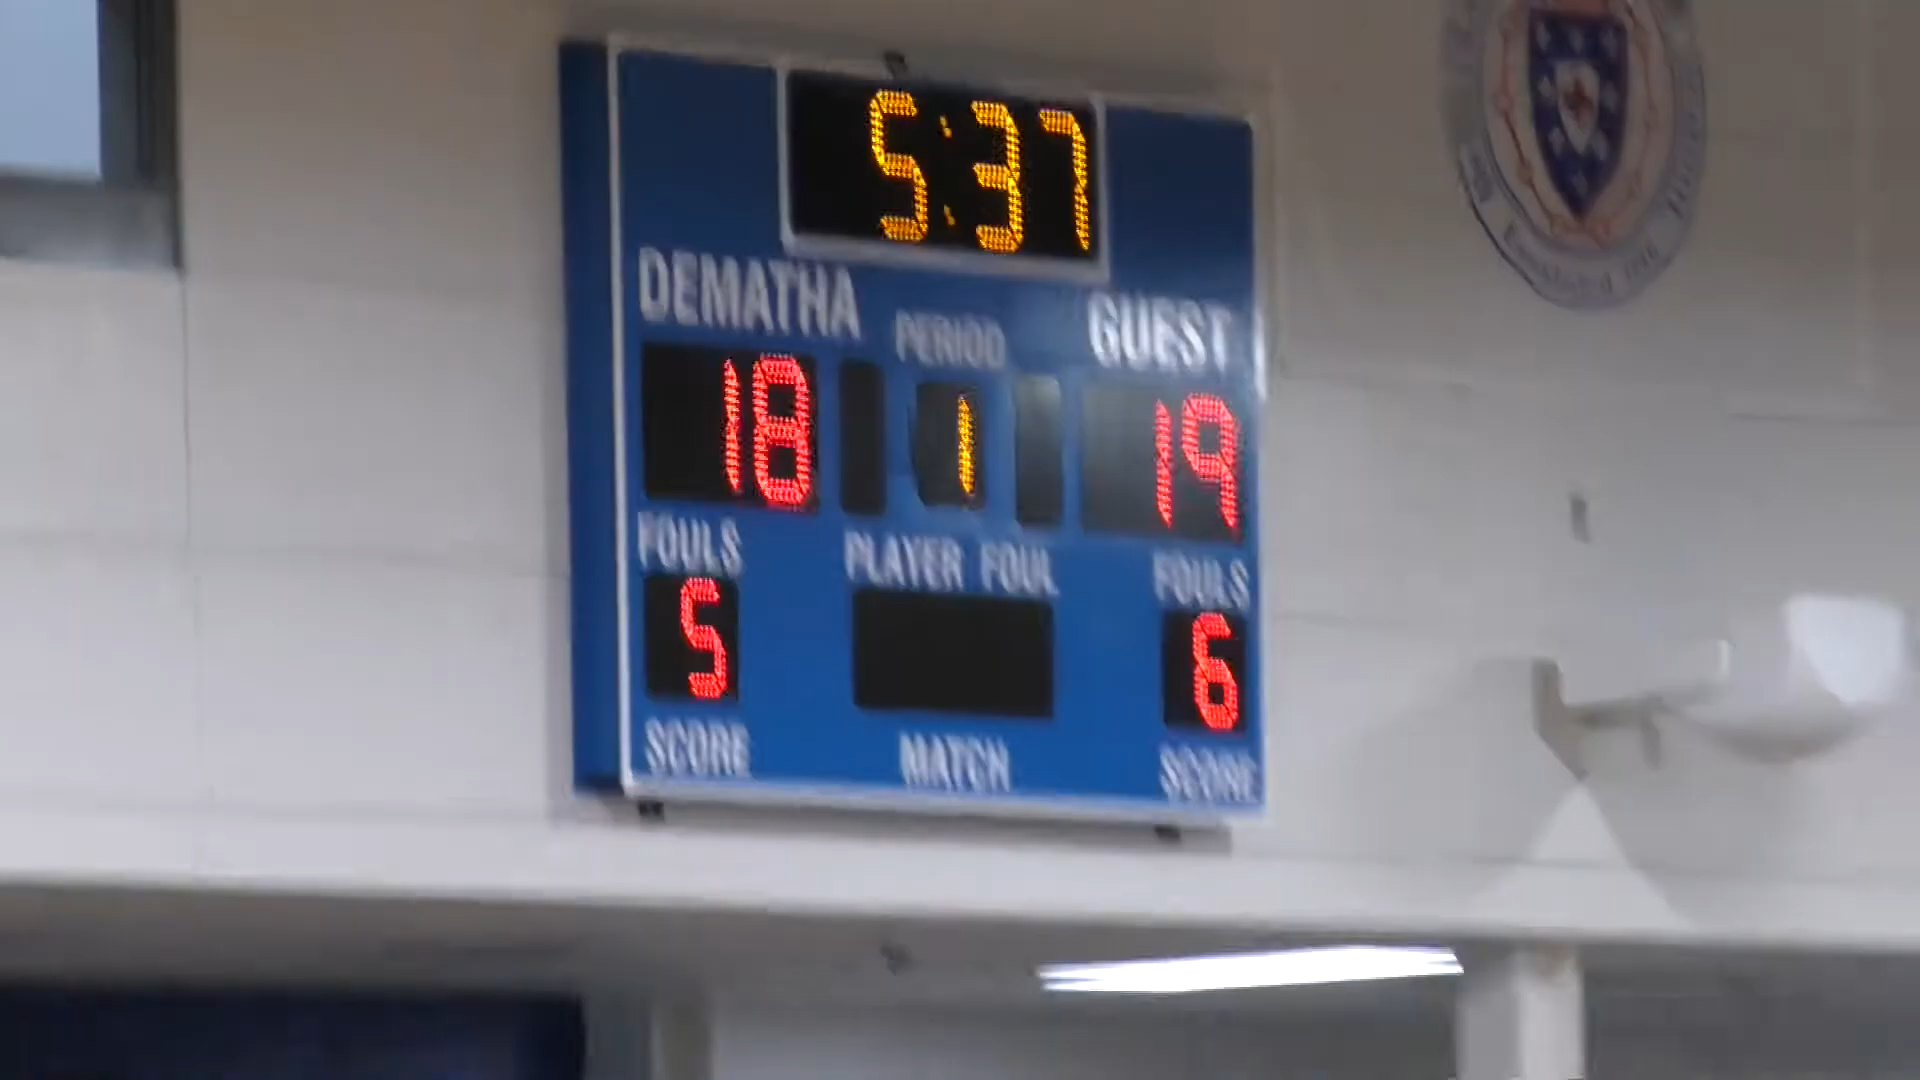 5:37
DEMATHA PERIOD GUEST
18 1 19
FOULS PLAYER FOUL FOULS
5 6
SCORE MATCH SCORE